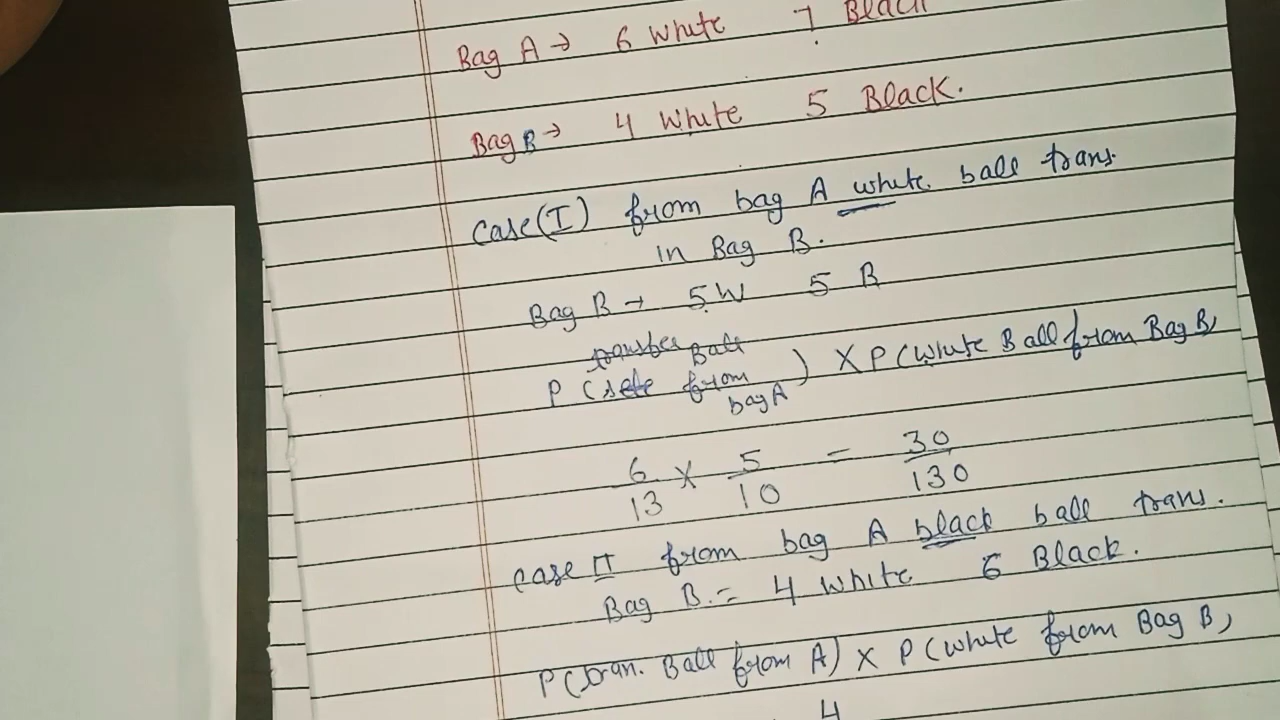 Bag A → 6 White 7 Black
Bag B → 4 White 5 Black.
Case(I) from bag A white ball trans.
in Bag B.
Bag B → 5 W 5 B
transfer Ball
P ( from bag A ) X P (White Ball from Bag B)
6/13 X 5/10 = 30/130
case II from bag A black ball trans.
Bag B. = 4 White 6 Black.
P(tran. Ball from A) X P (white from Bag B)
4